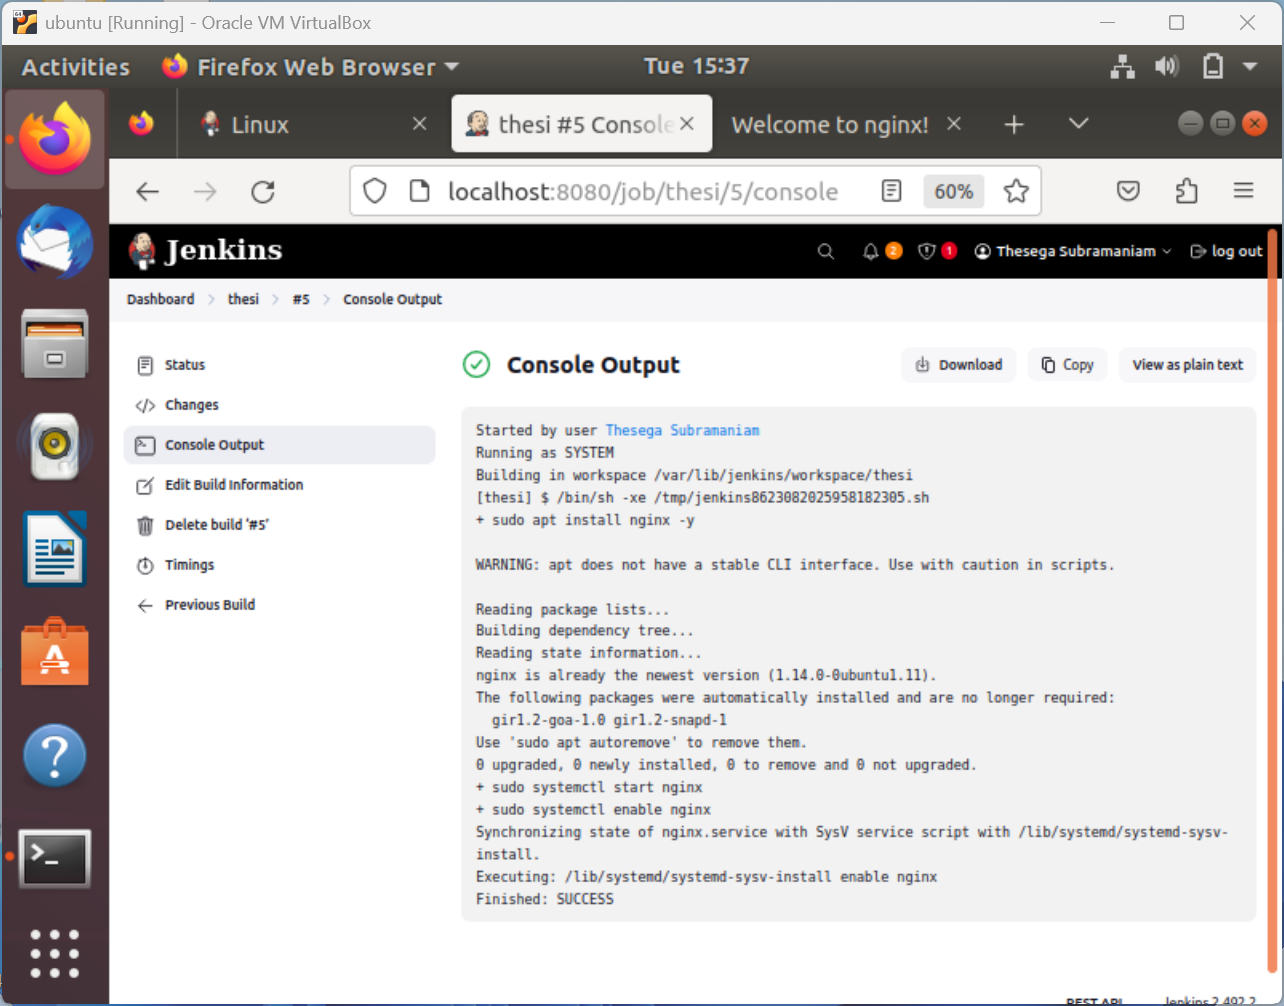 ubuntu [Running] - Oracle VM VirtualBox
Activities Firefox Web Browser Tue 15:37
Linux thesi #5 Console Welcome to nginx!
localhost:8080/job/thesi/5/console 60%
Jenkins 2 1 Thesega Subramaniam log out
Dashboard thesi #5 Console Output
Status
Changes
Console Output
Edit Build Information
Delete build ‘#5’
Timings
Previous Build
Console Output Download Copy View as plain text
Started by user Thesega Subramaniam
Running as SYSTEM
Building in workspace /var/lib/jenkins/workspace/thesi
[thesi] $ /bin/sh -xe /tmp/jenkins8623082025958182305.sh
+ sudo apt install nginx -y
WARNING: apt does not have a stable CLI interface. Use with caution in scripts.
Reading package lists...
Building dependency tree...
Reading state information...
nginx is already the newest version (1.14.0-0ubuntu1.11).
The following packages were automatically installed and are no longer required:
gir1.2-goa-1.0 gir1.2-snapd-1
Use 'sudo apt autoremove' to remove them.
0 upgraded, 0 newly installed, 0 to remove and 0 not upgraded.
+ sudo systemctl start nginx
+ sudo systemctl enable nginx
Synchronizing state of nginx.service with SysV service script with /lib/systemd/systemd-sysv-
install.
Executing: /lib/systemd/systemd-sysv-install enable nginx
Finished: SUCCESS
REST API Jenkins 2.492.2